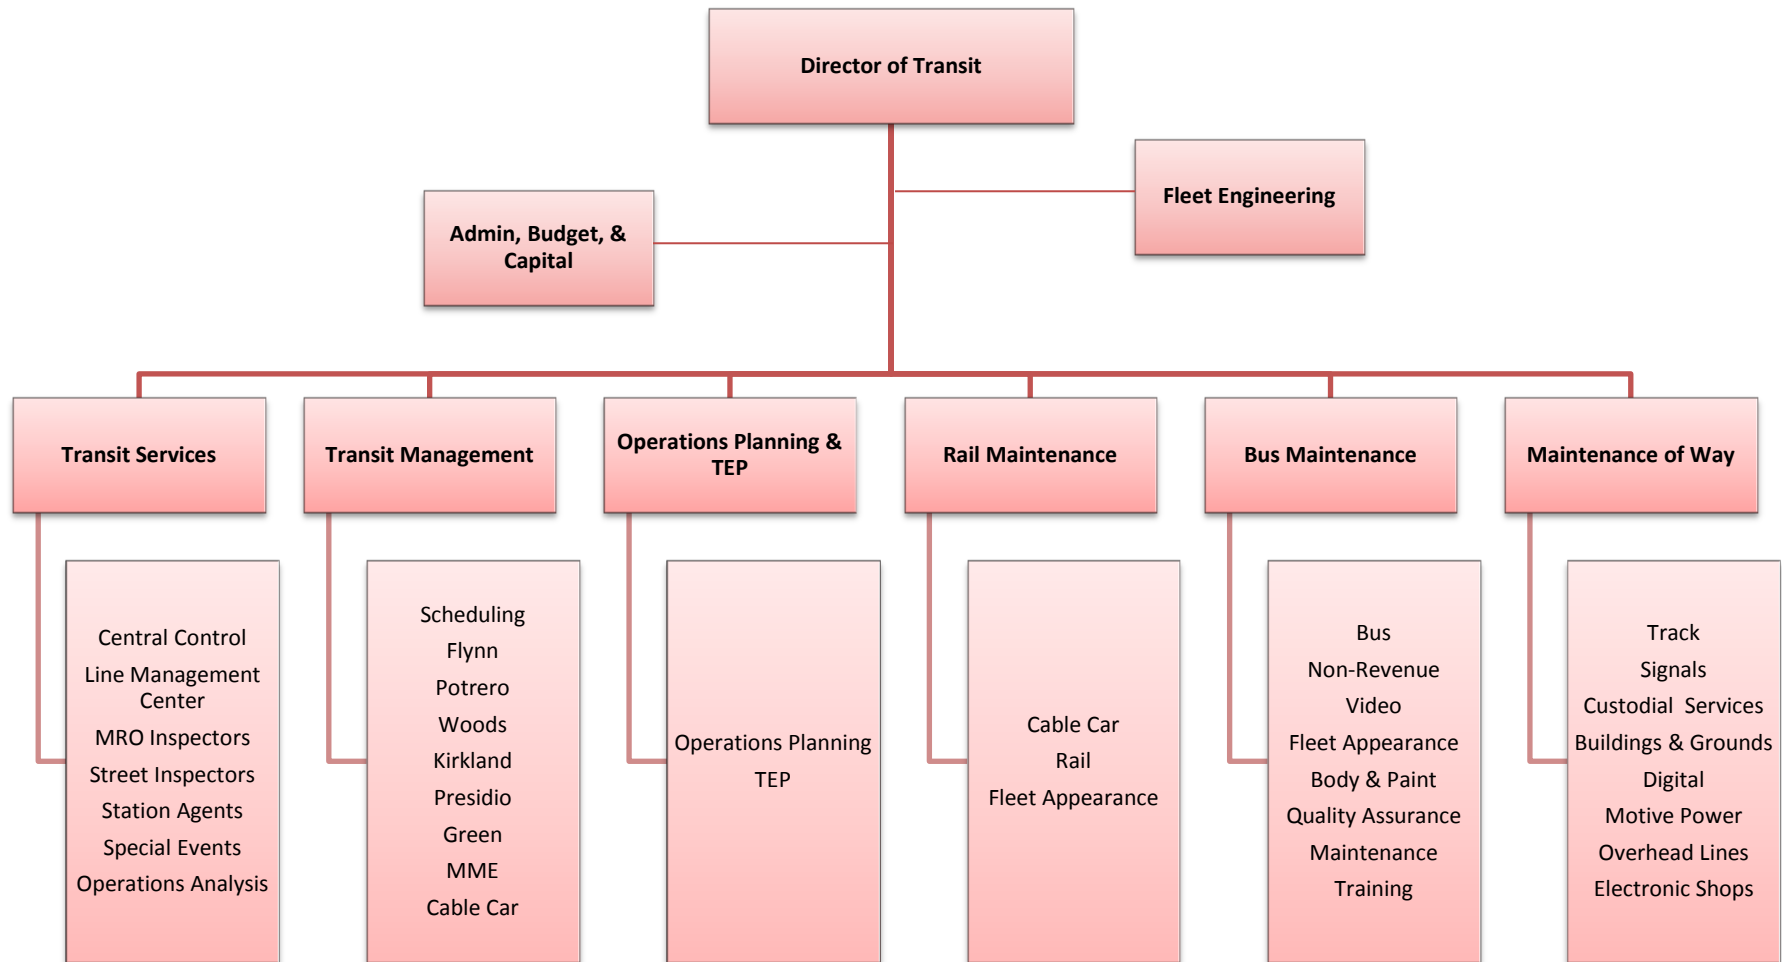 Director of Transit
Fleet Engineering
Admin, Budget, &
Capital
Transit Services
Transit Management
Operations Planning &
TEP
Rail Maintenance
Bus Maintenance
Maintenance of Way
Central Control
Line Management
Center
MRO Inspectors
Street Inspectors
Station Agents
Special Events
Operations Analysis
Scheduling
Flynn
Potrero
Woods
Kirkland
Presidio
Green
MME
Cable Car
Operations Planning
TEP
Cable Car
Rail
Fleet Appearance
Bus
Non-Revenue
Video
Fleet Appearance
Body & Paint
Quality Assurance
Maintenance
Training
Track
Signals
Custodial  Services
Buildings & Grounds
Digital
Motive Power
Overhead Lines
Electronic Shops